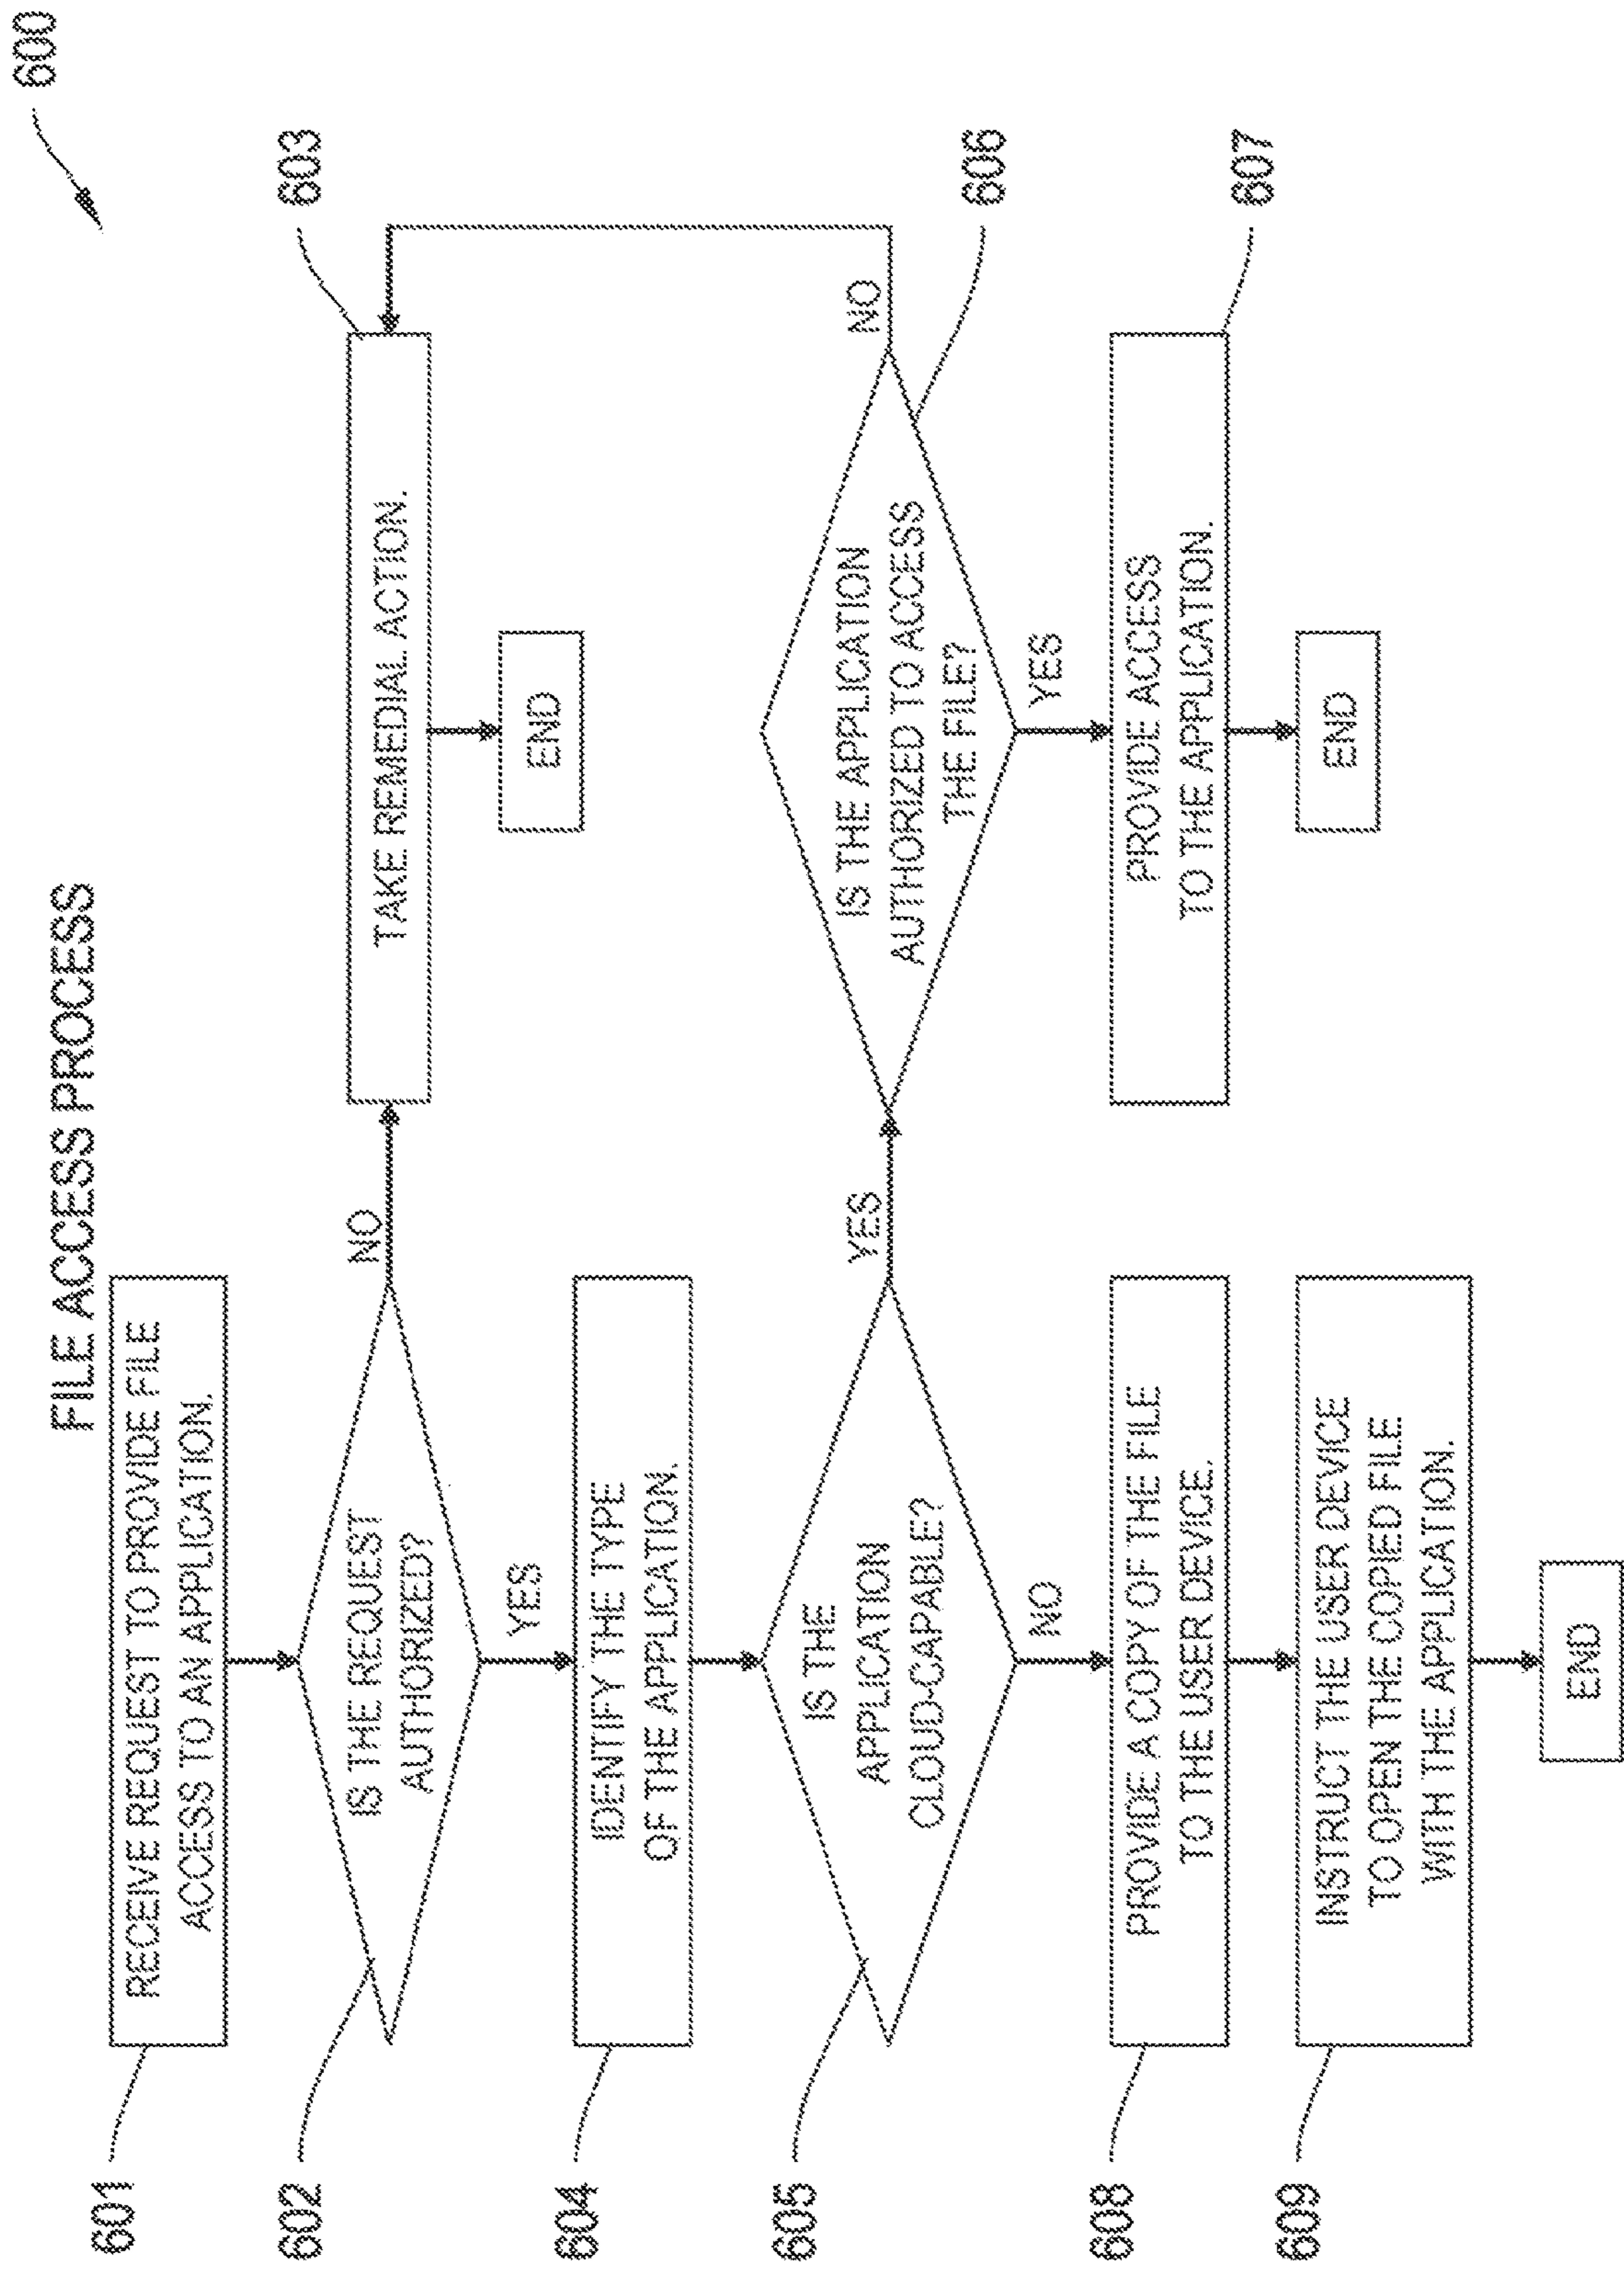 600
FILE ACCESS PROCESS
601
RECEIVE REQUEST TO PROVIDE FILE
ACCESS TO AN APPLICATION.
602
IS THE REQUEST
AUTHORIZED?
NO
603
TAKE REMEDIAL ACTION.
END
YES
604
IDENTIFY THE TYPE
OF THE APPLICATION.
605
IS THE
APPLICATION
CLOUD-CAPABLE?
YES
606
IS THE APPLICATION
AUTHORIZED TO ACCESS
THE FILE?
NO
YES
607
PROVIDE ACCESS
TO THE APPLICATION.
END
NO
608
PROVIDE A COPY OF THE FILE
TO THE USER DEVICE.
609
INSTRUCT THE USER DEVICE
TO OPEN THE COPIED FILE
WITH THE APPLICATION.
END